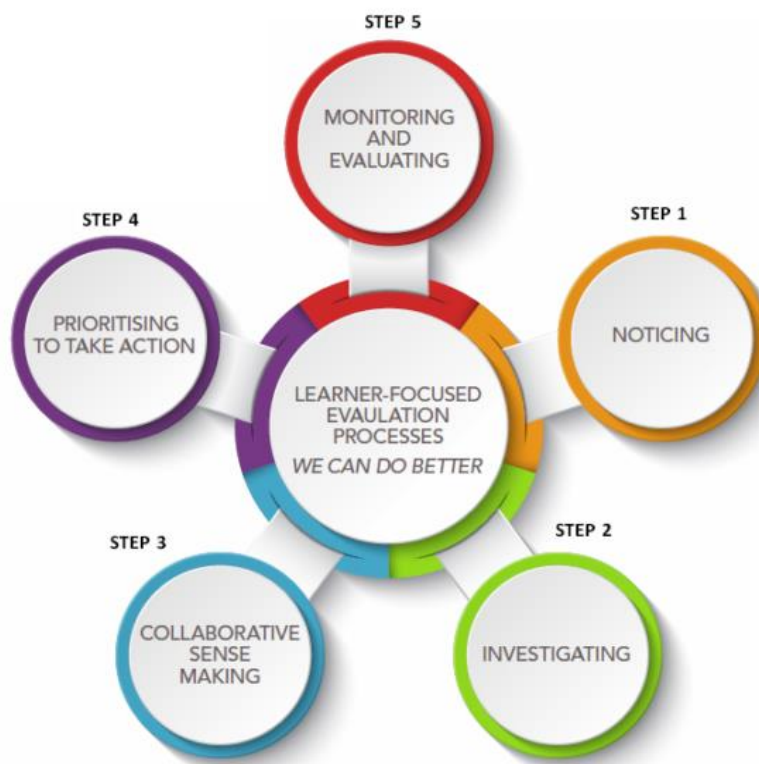 STEP 5
MONITORING
AND
EVALUATING
STEP 4
PRIORITISING
TO TAKE ACTION
STEP 1
NOTICING
LEARNER-FOCUSED
EVAULATION
PROCESSES
WE CAN DO BETTER
STEP 3
COLLABORATIVE
SENSE
MAKING
STEP 2
INVESTIGATING